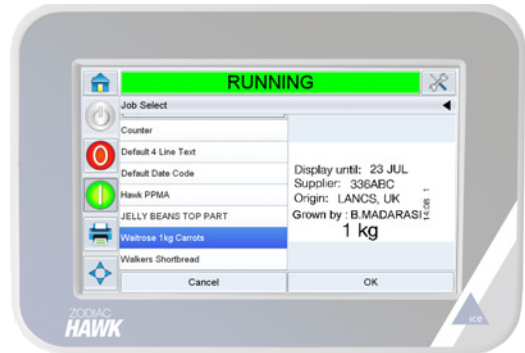 RUNNING
Job Select
Counter
Default 4 Line Text
Default Date Code
Hawk PPMA
JELLY BEANS TOP PART
Waitrose 1kg Carrots
Walkers Shortbread
Display until: 23 JUL
Supplier: 336ABC
Origin: LANCS, UK
Grown by : B.MADARASI
1 kg
14:08 1
Cancel
OK
ZODIAC
HAWK
ICE